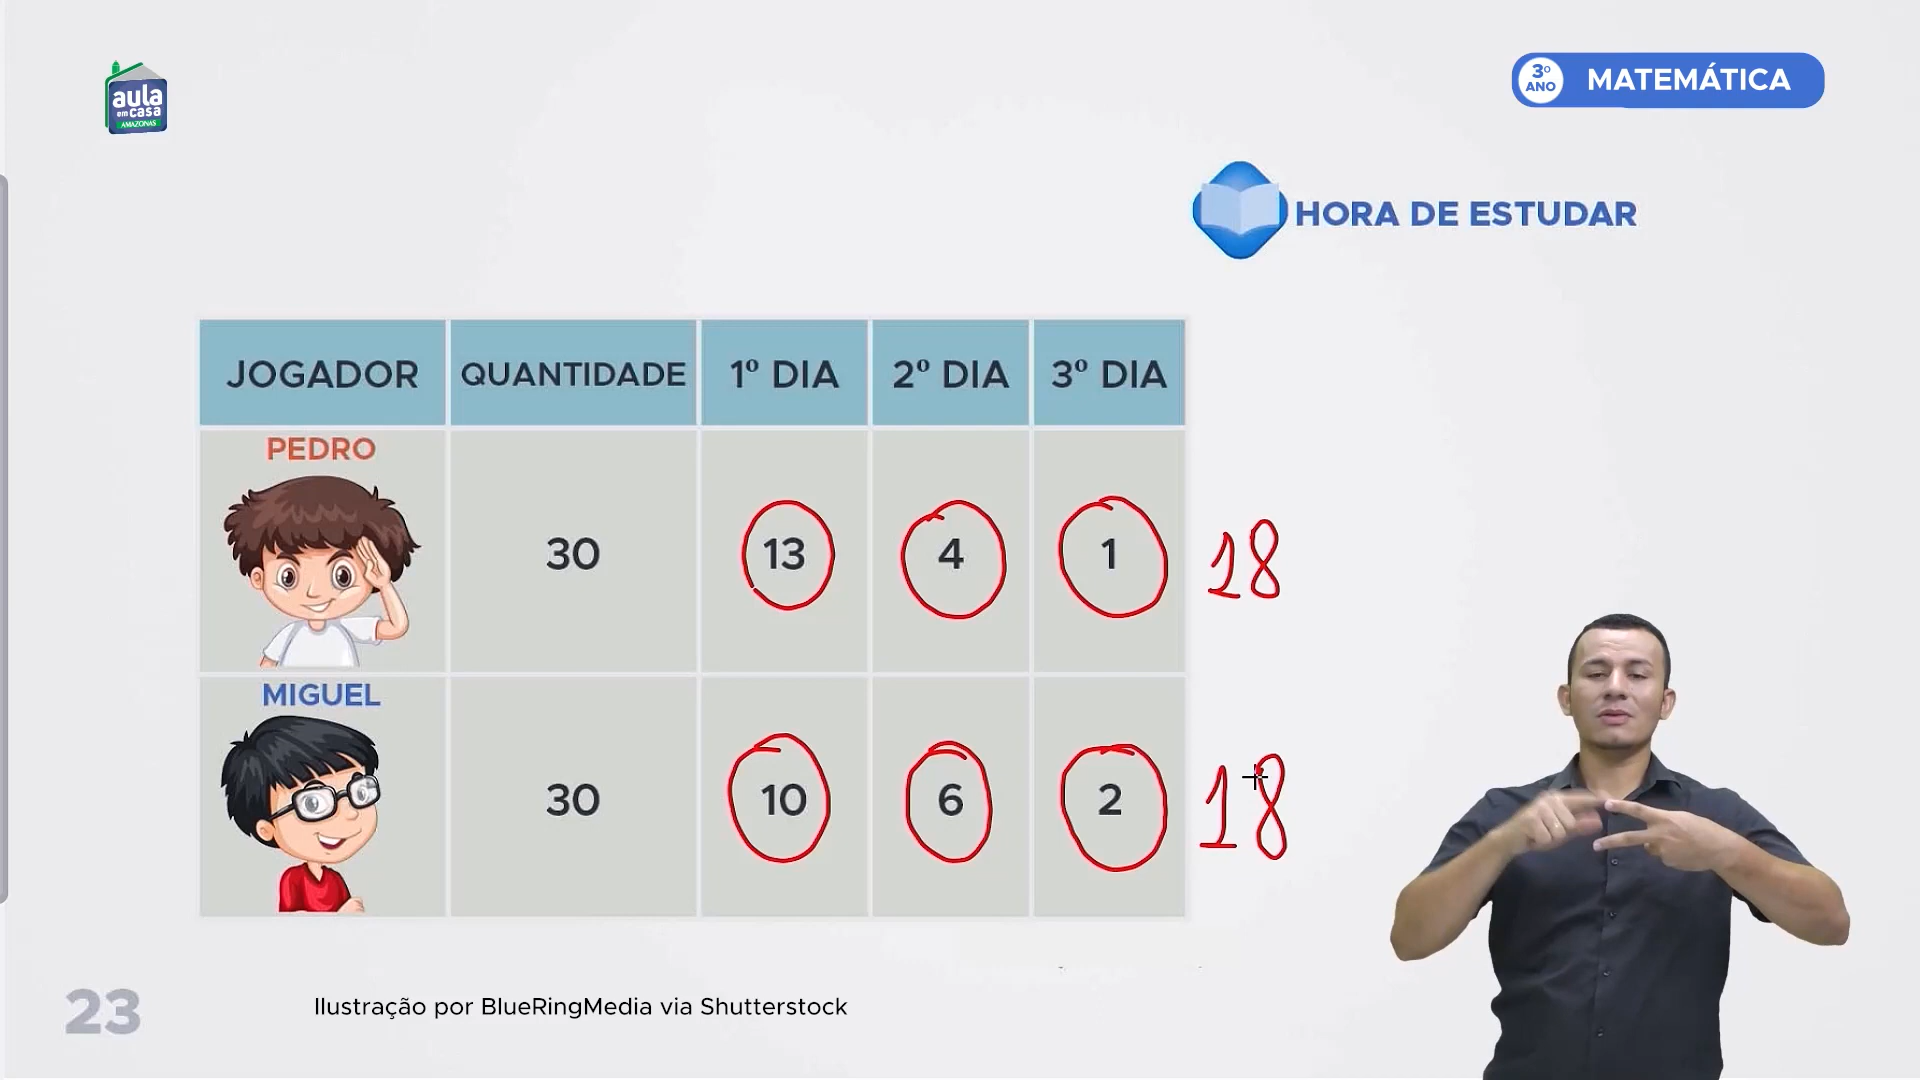 aula
em casa
AMAZONAS
3º
ANO
MATEMÁTICA
HORA DE ESTUDAR
JOGADOR QUANTIDADE 1º DIA 2º DIA 3º DIA
PEDRO
30 13 4 1 18
MIGUEL
30 10 6 2 18
23
Ilustração por BlueRingMedia via Shutterstock